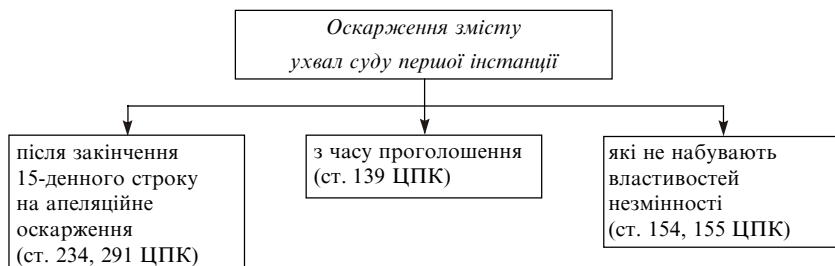 Оскарження змісту
ухвал суду першої інстанції
після закінчення
15-денного строку
на апеляційне
оскарження
(ст. 234, 291 ЦПК)
з часу проголошення
(ст. 139 ЦПК)
які не набувають
властивостей
незмінності
(ст. 154, 155 ЦПК)